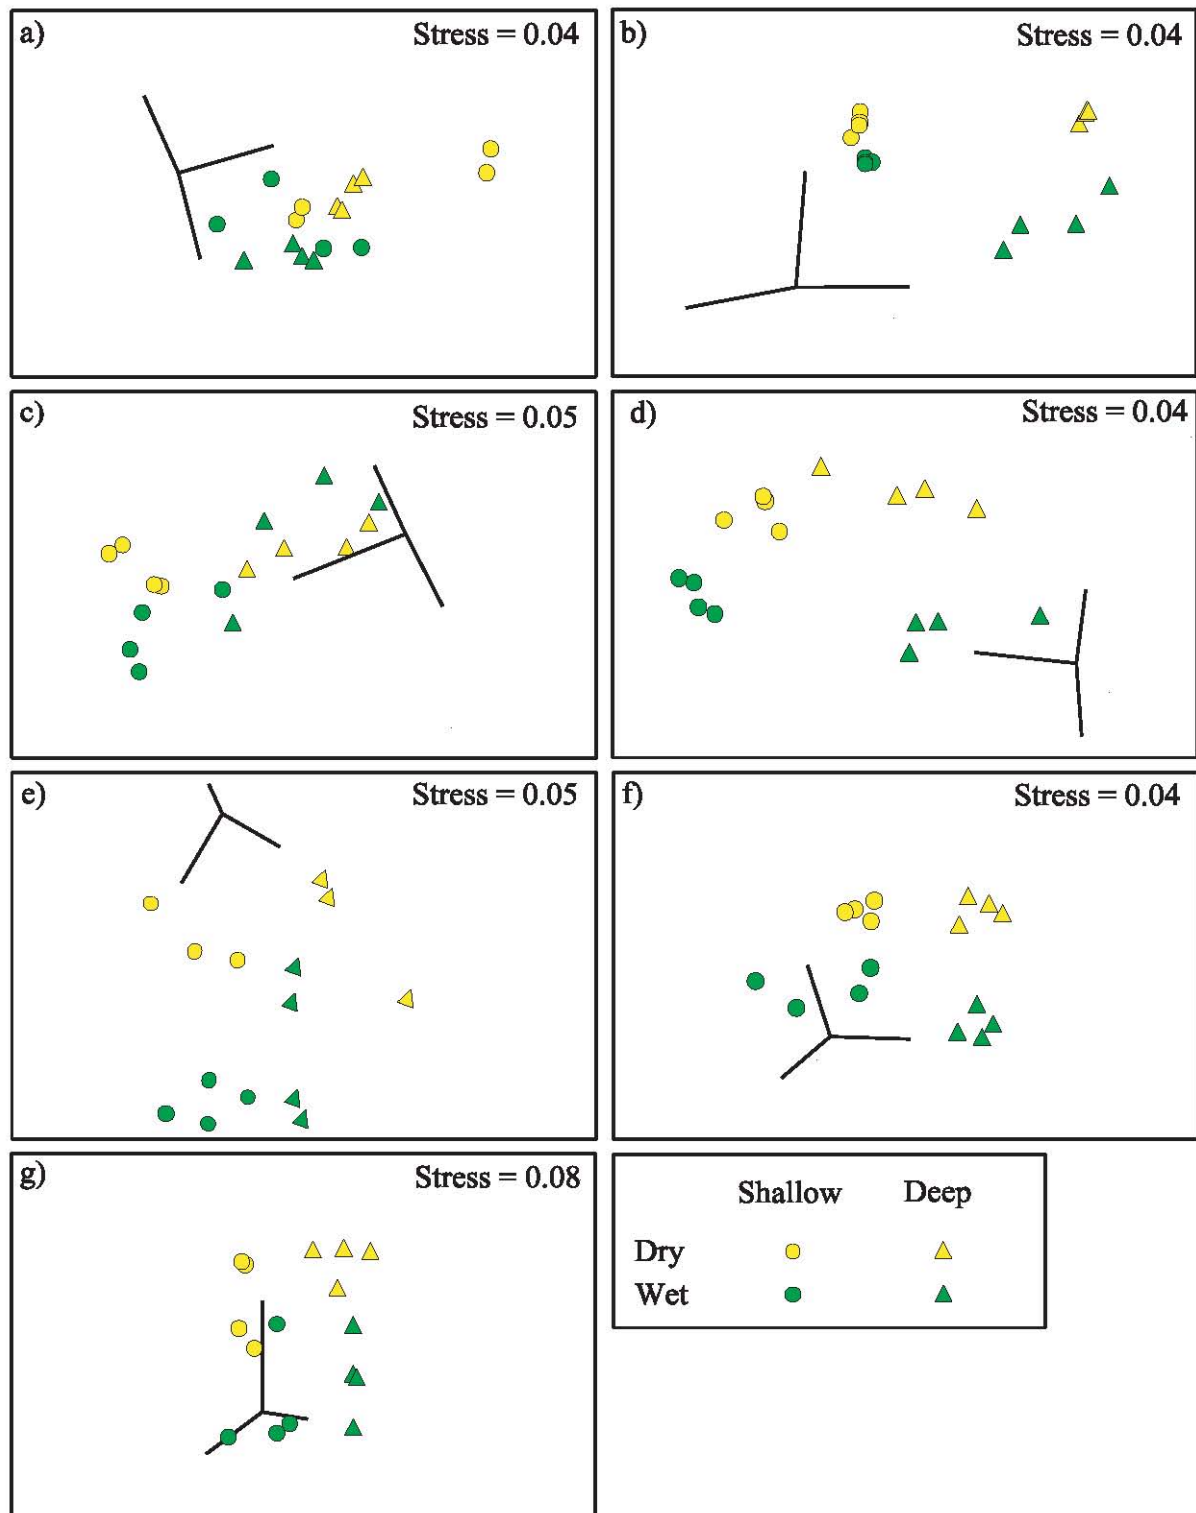 a) Stress = 0.04
b) Stress = 0.04
c) Stress = 0.05
d) Stress = 0.04
e) Stress = 0.05
f) Stress = 0.04
g) Stress = 0.08
Shallow Deep
Dry
Wet